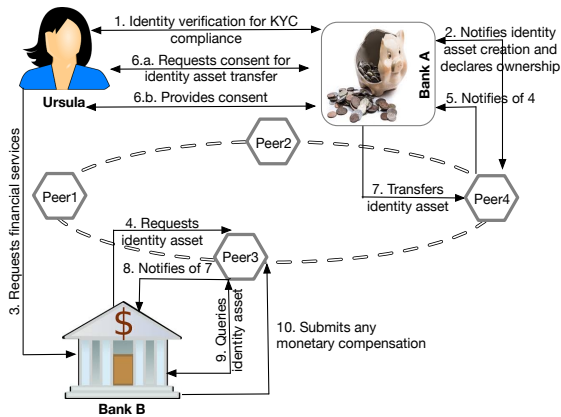 1. Identity verification for KYC
compliance
2. Notifies identity
asset creation and
declares ownership
6.a. Requests consent for
identity asset transfer
6.b. Provides consent
Ursula
Bank A
5. Notifies of 4
3. Requests financial services
Peer2
Peer1
7. Transfers
identity asset
Peer4
4. Requests
identity asset
Peer3
8. Notifies of 7
9. Queries
identity asset
10. Submits any
monetary compensation
$
Bank B